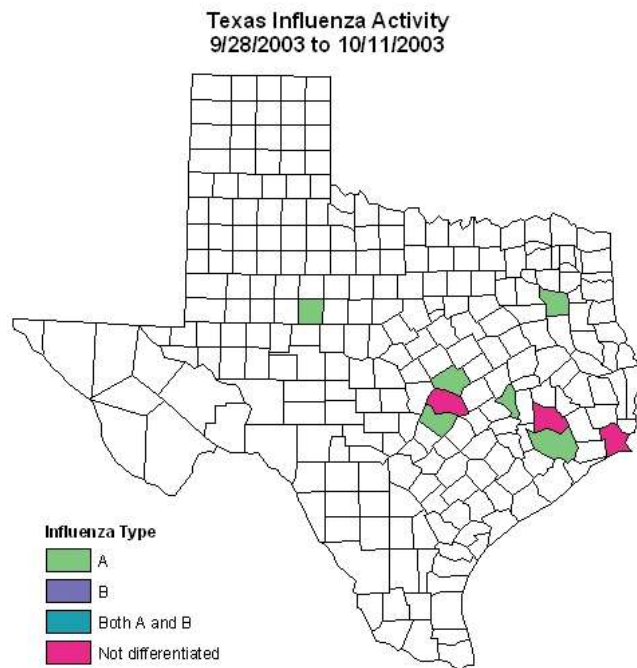 Texas Influenza Activity
9/28/2003 to 10/11/2003
Influenza Type
A
B
Both A and B
Not differentiated